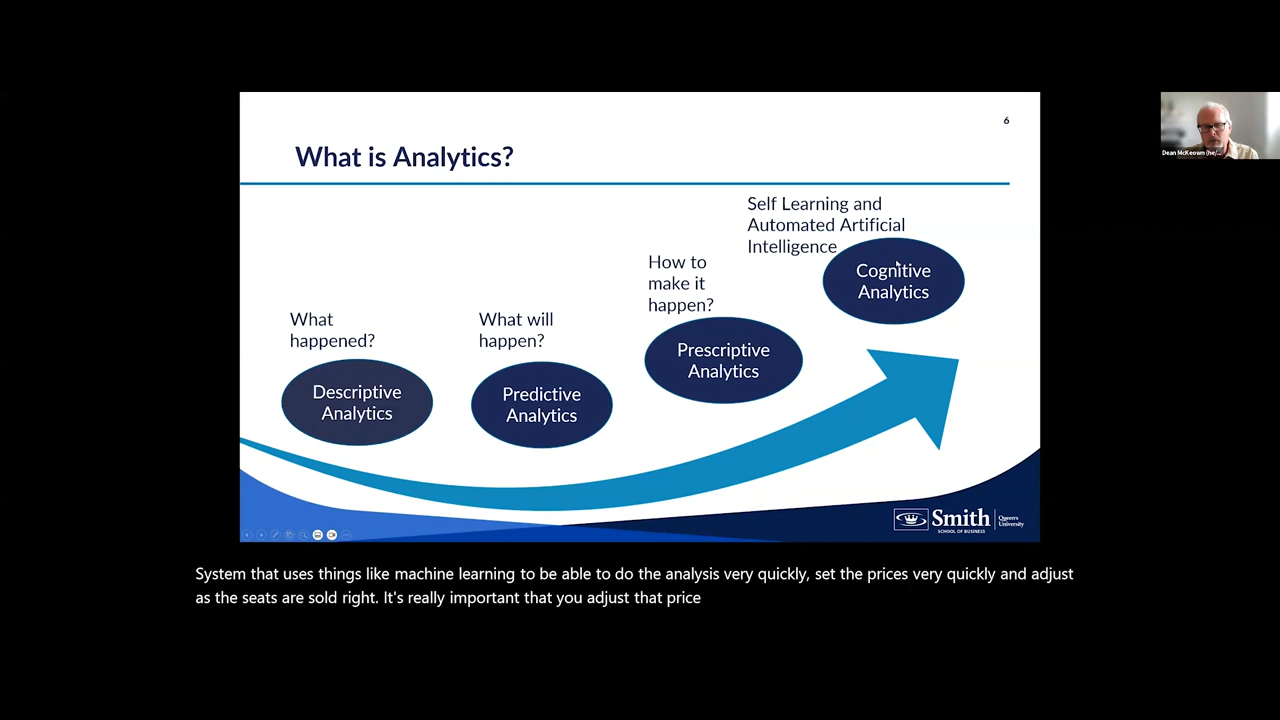 6
What is Analytics?
Self Learning and
Automated Artificial
Intelligence
How to
make it
happen?
Cognitive
Analytics
What
happened?
What will
happen?
Prescriptive
Analytics
Descriptive
Analytics
Predictive
Analytics
Smith
SCHOOL OF BUSINESS
Queen's
University
Dean McKeown (he/...
System that uses things like machine learning to be able to do the analysis very quickly, set the prices very quickly and adjust
as the seats are sold right. It's really important that you adjust that price